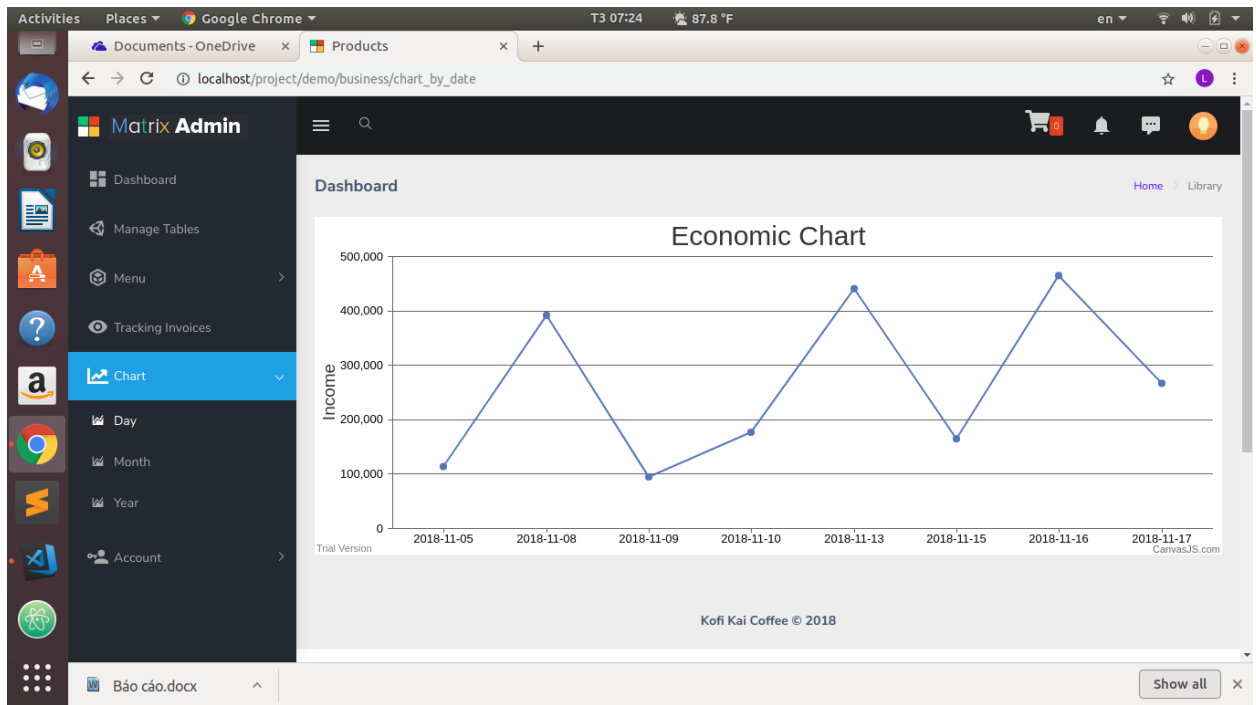 Activities Places Google Chrome T3 07:24 87.8 °F en
Documents - OneDrive × Products × +
localhost/project/demo/business/chart_by_date L
Matrix Admin 0
Dashboard
Manage Tables
Menu
Tracking Invoices
Chart
Day
Month
Year
Account
Dashboard Home Library
Economic Chart
Income
500,000
400,000
300,000
200,000
100,000
0
2018-11-05 2018-11-08 2018-11-09 2018-11-10 2018-11-13 2018-11-15 2018-11-16 2018-11-17
Trial Version CanvasJS.com
Kofi Kai Coffee © 2018
Báo cáo.docx Show all ×